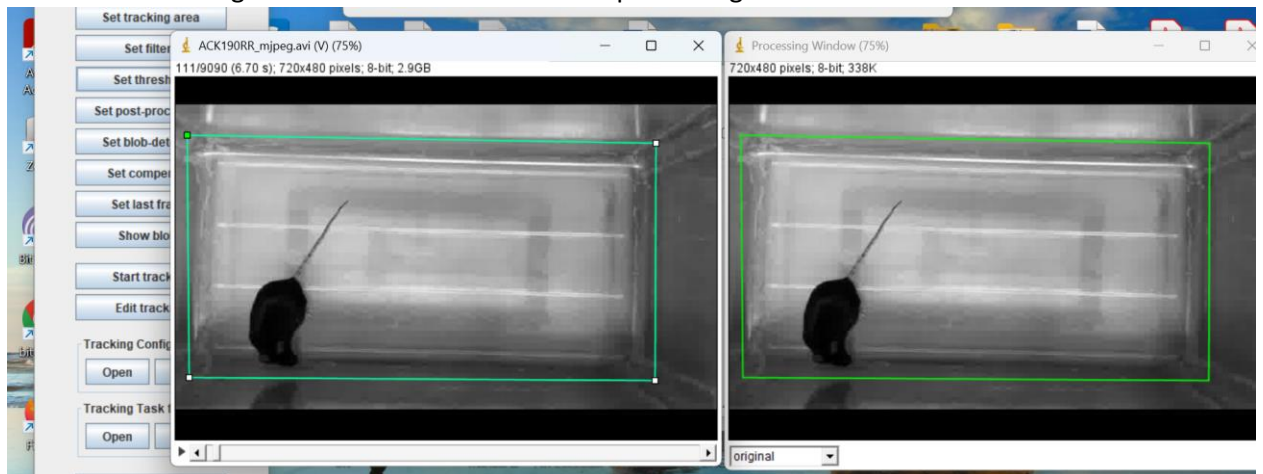 Set tracking area
Set filter
Set thresh
Set post-proc
Set blob-det
Set compe
Set last fra
Show blo
Start track
Edit track
Tracking Config
Open
Tracking Task
Open
ACK190RR_mjpeg.avi (V) (75%)
111/9090 (6.70 s); 720x480 pixels; 8-bit; 2.9GB
Processing Window (75%)
720x480 pixels; 8-bit; 338K
original